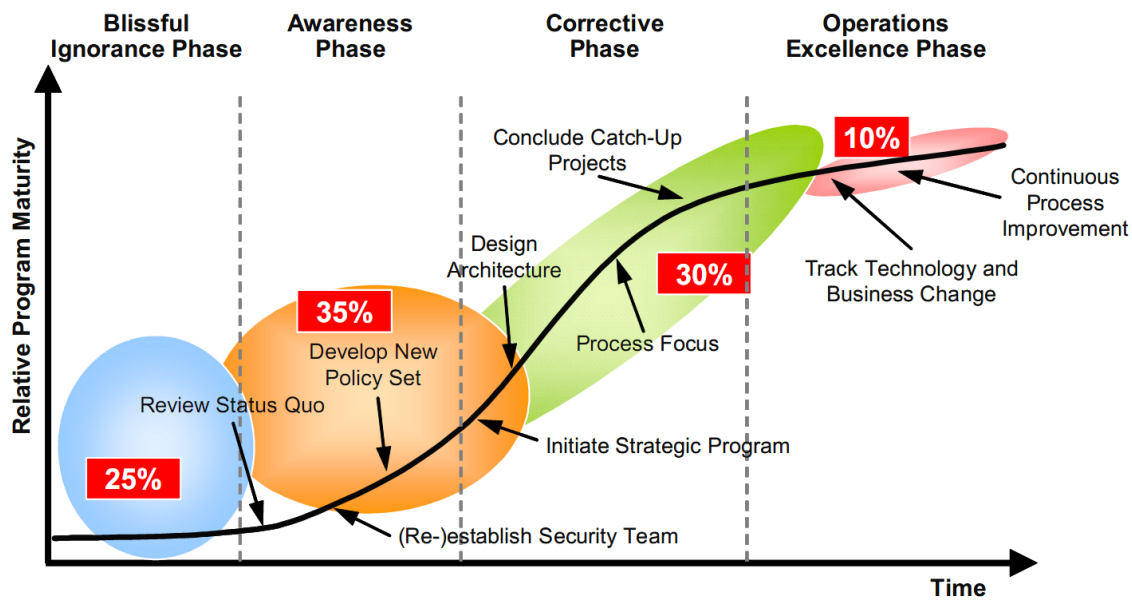 Blissful
Ignorance Phase
Awareness
Phase
Corrective
Phase
Operations
Excellence Phase
Relative Program Maturity
10%
Conclude Catch-Up
Projects
Continuous
Process
Improvement
Design
Architecture
Track Technology and
Business Change
30%
35%
Process Focus
Develop New
Policy Set
Review Status Quo
Initiate Strategic Program
25%
(Re-)establish Security Team
Time